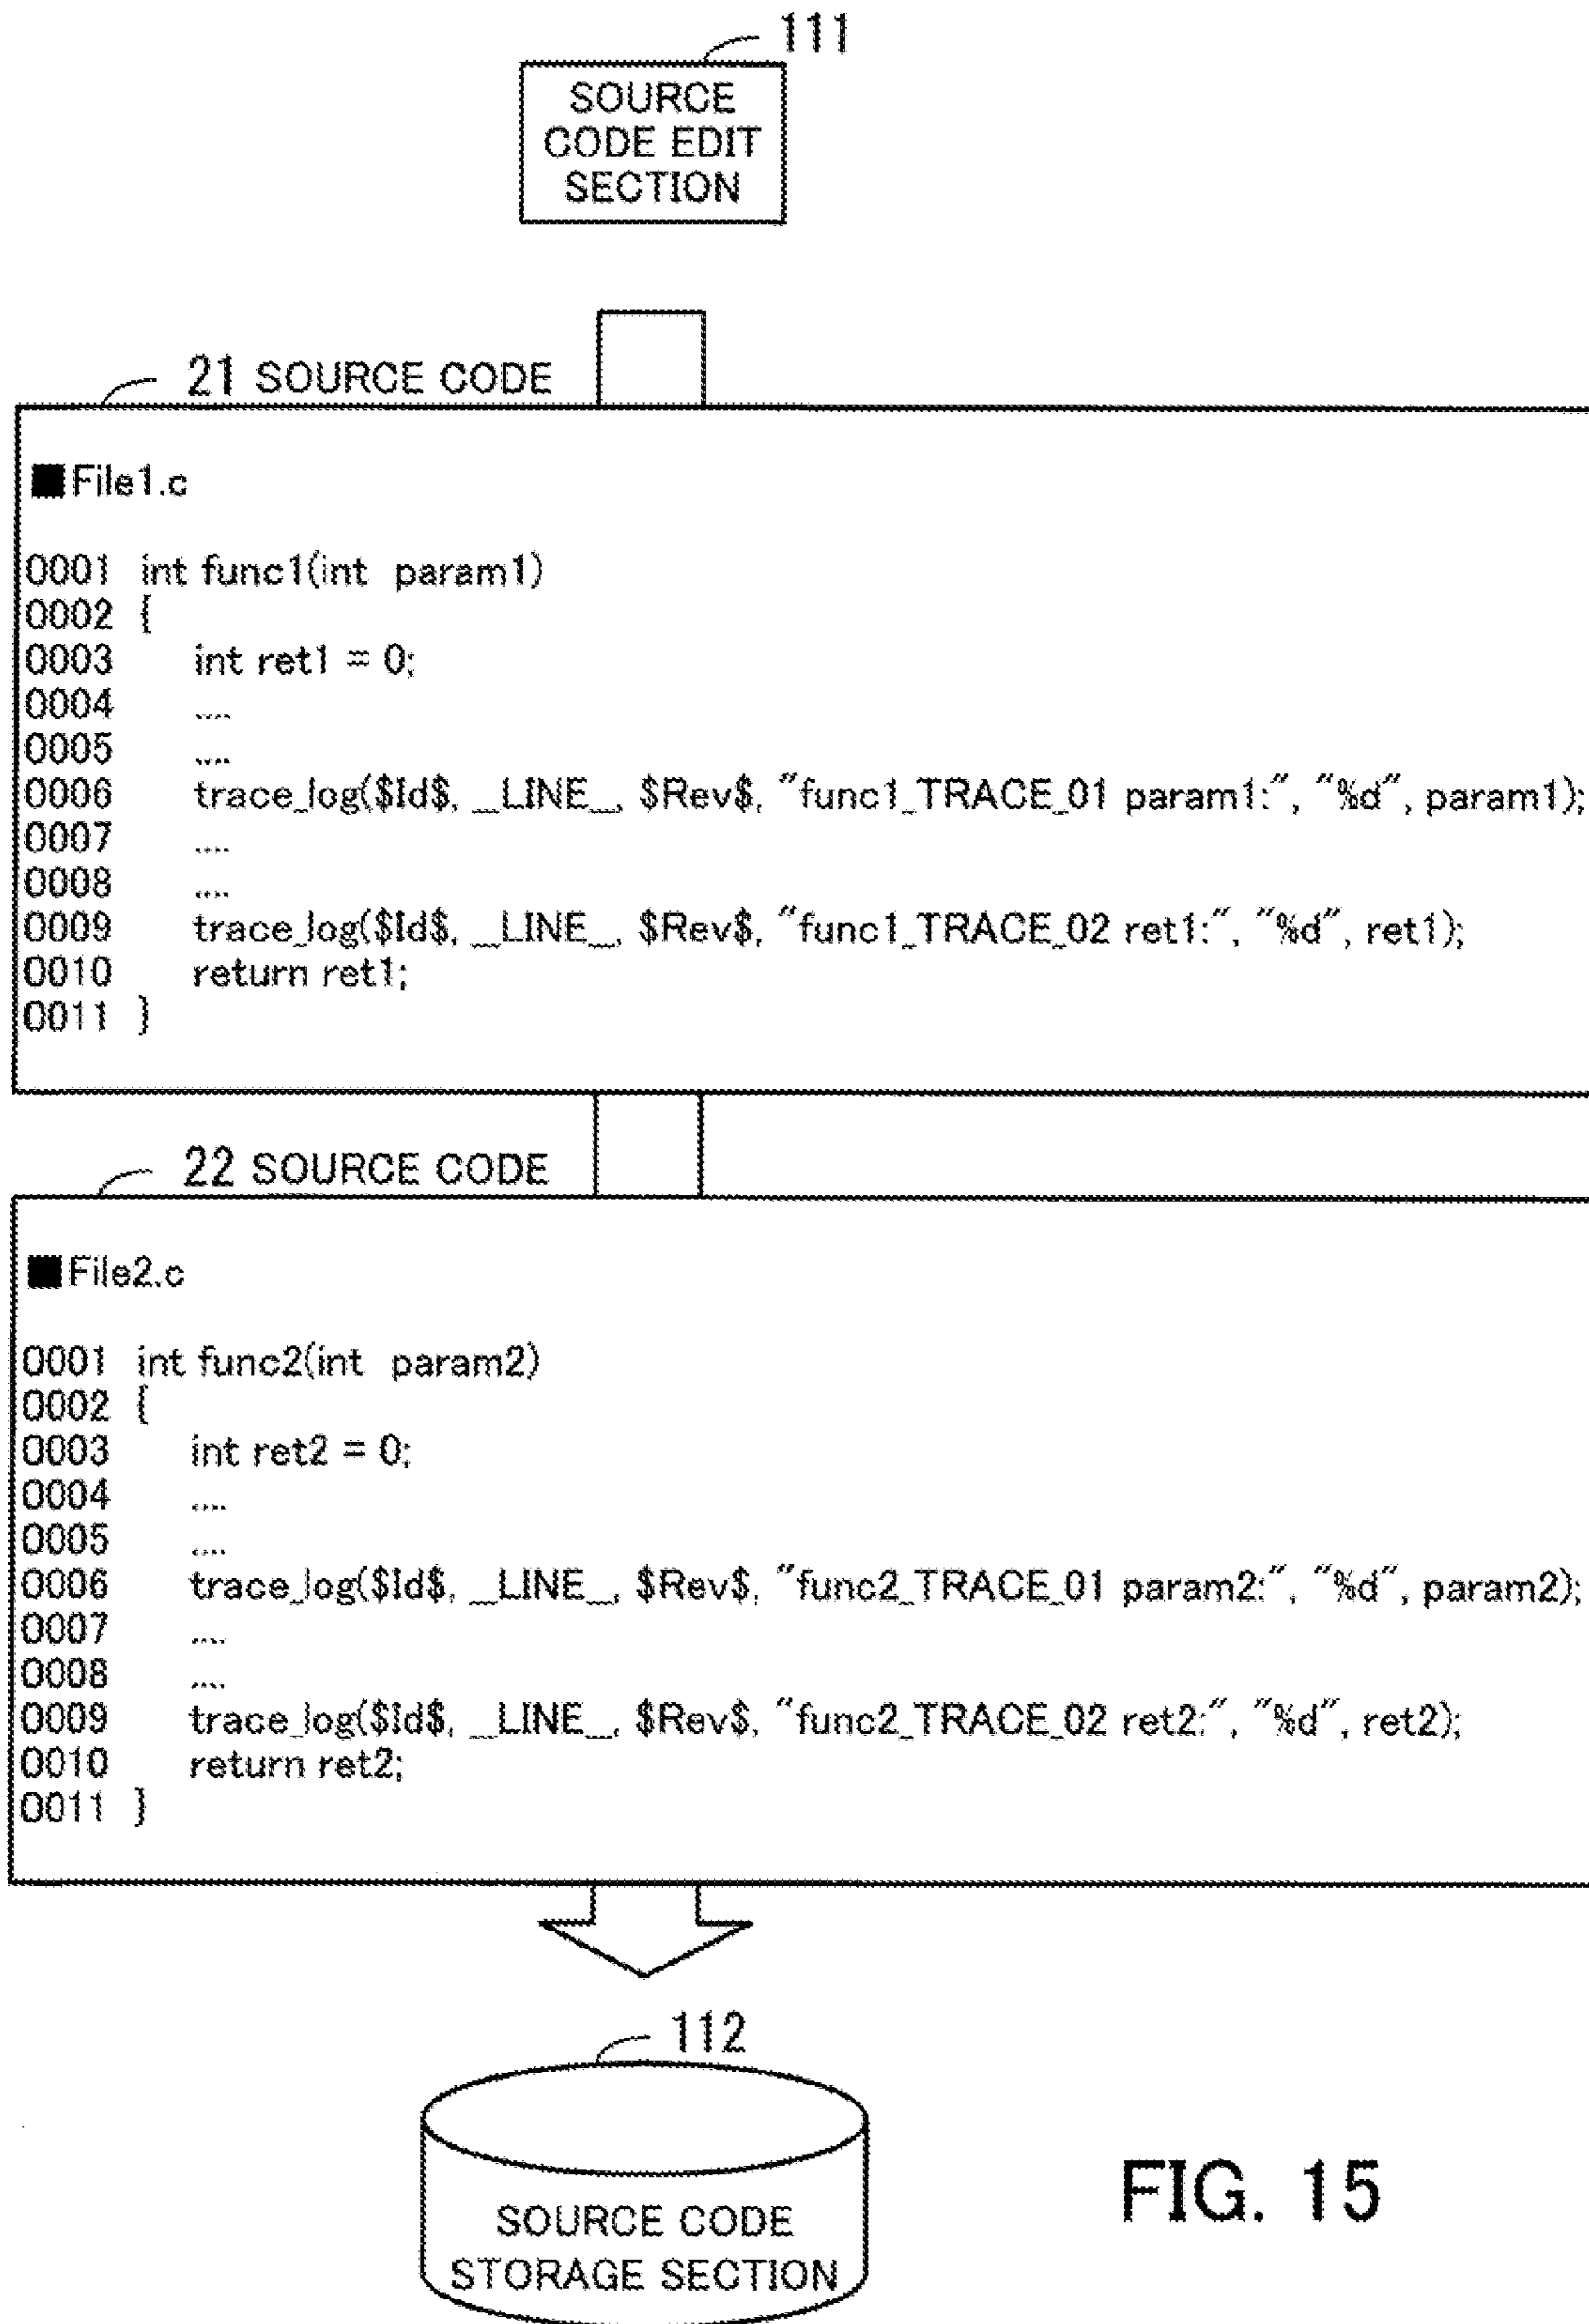 111
SOURCE
CODE EDIT
SECTION
21 SOURCE CODE
■File1.c
0001 int func1(int param1)
0002 {
0003 int ret1 = 0;
0004 ....
0005 ....
0006 trace_log($Id$, __LINE__, $Rev$, "func1_TRACE_01 param1:", "%d", param1);
0007 ....
0008 ....
0009 trace_log($Id$, __LINE__, $Rev$, "func1_TRACE_02 ret1:", "%d", ret1);
0010 return ret1;
0011 }
22 SOURCE CODE
■File2.c
0001 int func2(int param2)
0002 {
0003 int ret2 = 0;
0004 ....
0005 ....
0006 trace_log($Id$, __LINE__, $Rev$, "func2_TRACE_01 param2:", "%d", param2);
0007 ....
0008 ....
0009 trace_log($Id$, __LINE__, $Rev$, "func2_TRACE_02 ret2:", "%d", ret2);
0010 return ret2;
0011 }
112
SOURCE CODE
STORAGE SECTION
FIG. 15